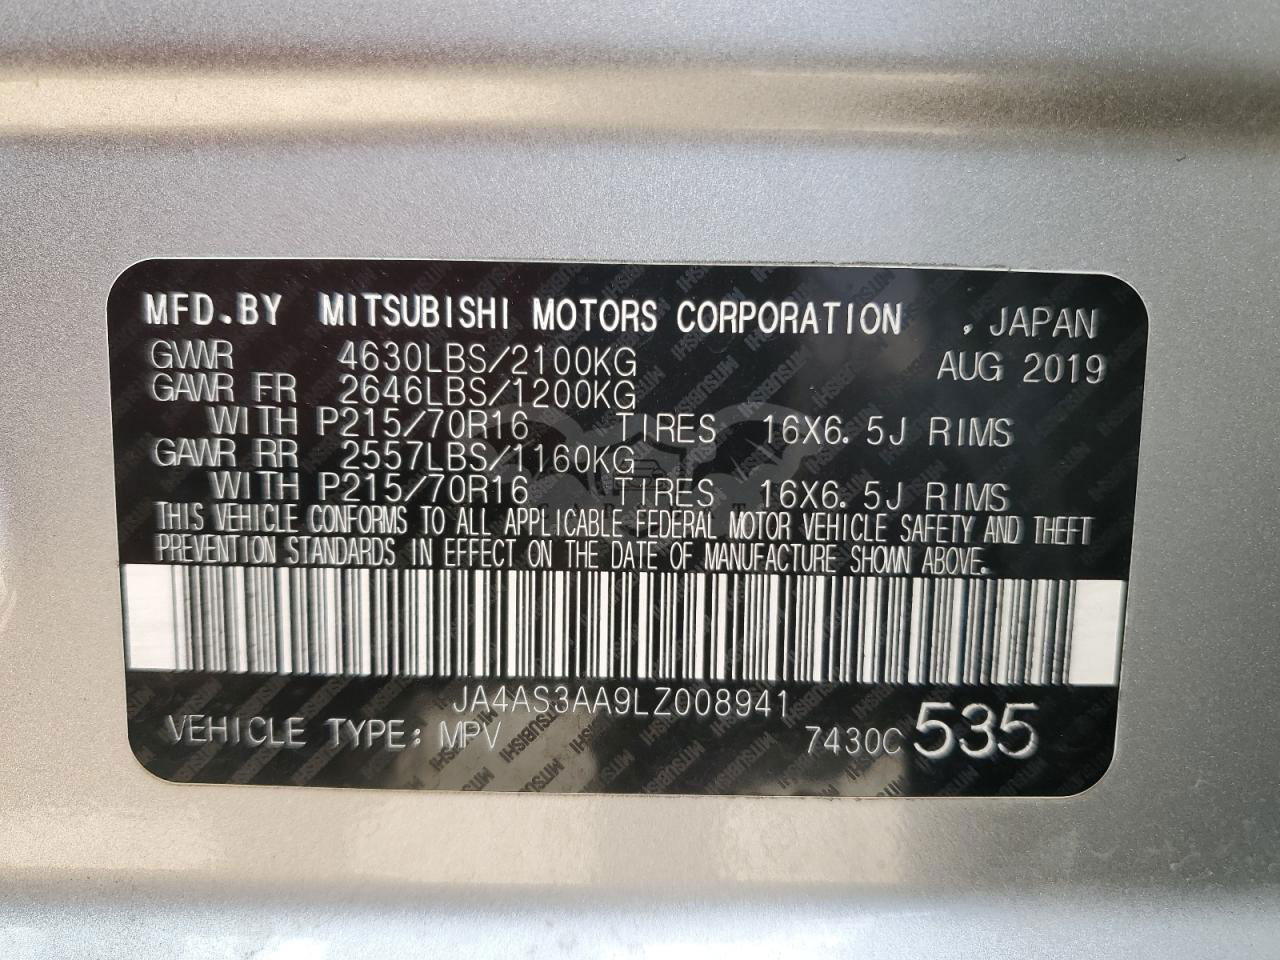 MFD.BY MITSUBISHI MOTORS CORPORATION , JAPAN
GVWR 4630LBS/2100KG AUG 2019
GAWR FR 2646LBS/1200KG
WITH P215/70R16 TIRES 16X6.5J RIMS
GAWR RR 2557LBS/1160KG
WITH P215/70R16 TIRES 16X6.5J RIMS
THIS VEHICLE CONFORMS TO ALL APPLICABLE FEDERAL MOTOR VEHICLE SAFETY AND THEFT
PREVENTION STANDARDS IN EFFECT ON THE DATE OF MANUFACTURE SHOWN ABOVE.
JA4AS3AA9LZ008941
VEHICLE TYPE: MPV 7430C 535